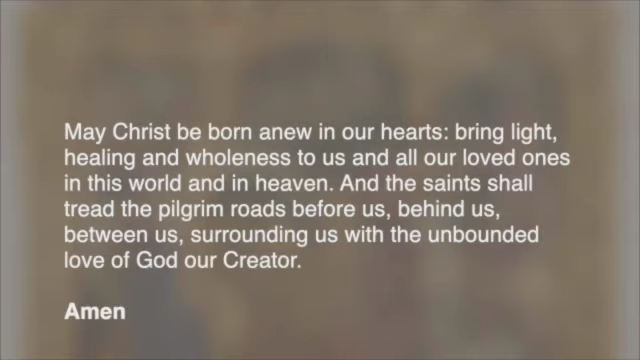 May Christ be born anew in our hearts: bring light,
healing and wholeness to us and all our loved ones
in this world and in heaven. And the saints shall
tread the pilgrim roads before us, behind us,
between us, surrounding us with the unbounded
love of God our Creator.
Amen